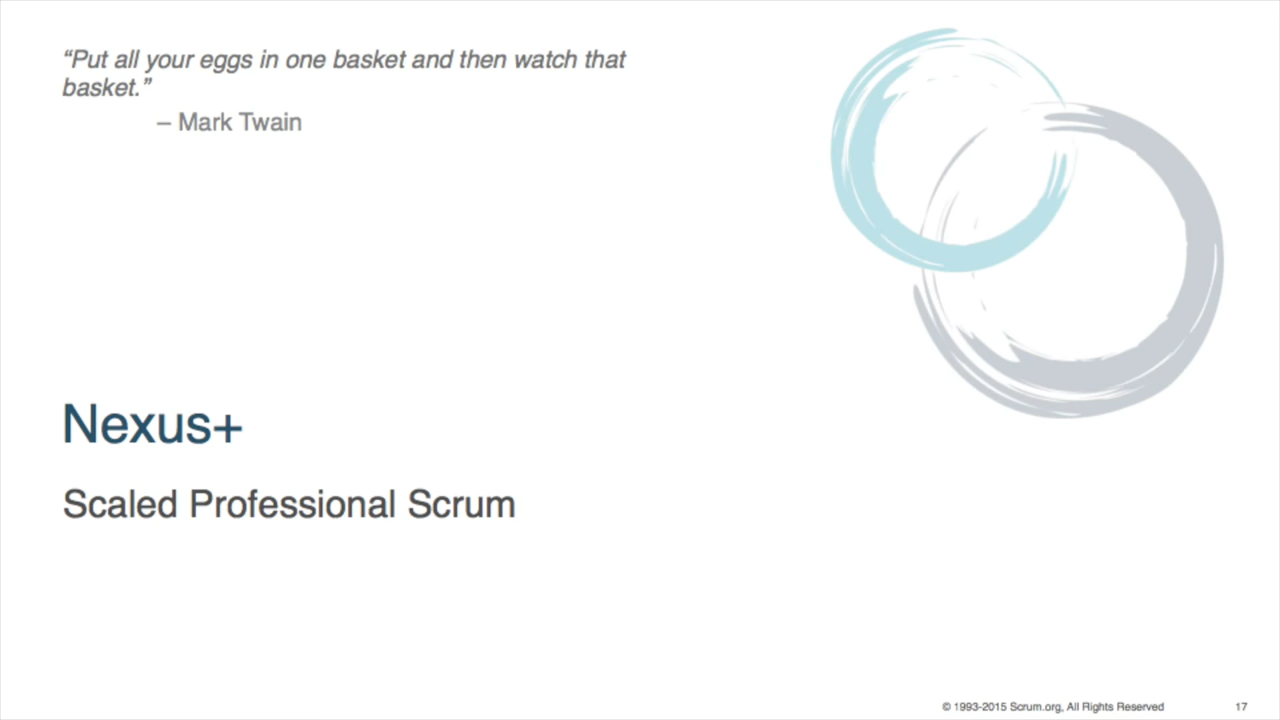 “Put all your eggs in one basket and then watch that
basket.”
– Mark Twain
Nexus+
Scaled Professional Scrum
© 1993-2015 Scrum.org, All Rights Reserved
17